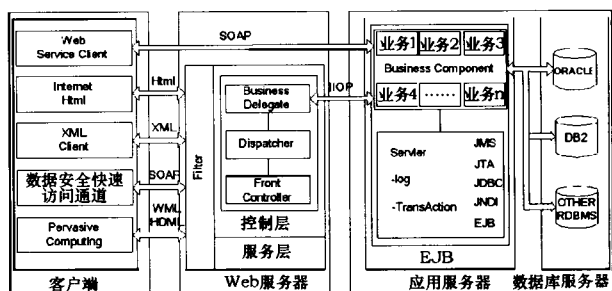 Web
Service Client
Internet
Html
XML
Client
数据安全快速
访问通道
Pervasive
Computing
客户端
SOAP
Html
XML
SOAP
WML
HDML
Filter
Business
Delegate
Dispatcher
Front
Controller
控制层
服务层
Web服务器
IIOP
业务1 业务2 业务3
Business Component
业务4 …… 业务n
Servler
-log
-TransAction
JMS
JTA
JDBC
JNDI
EJB
EJB
应用服务器
ORACLE
DB2
OTHER
RDBMS
数据库服务器